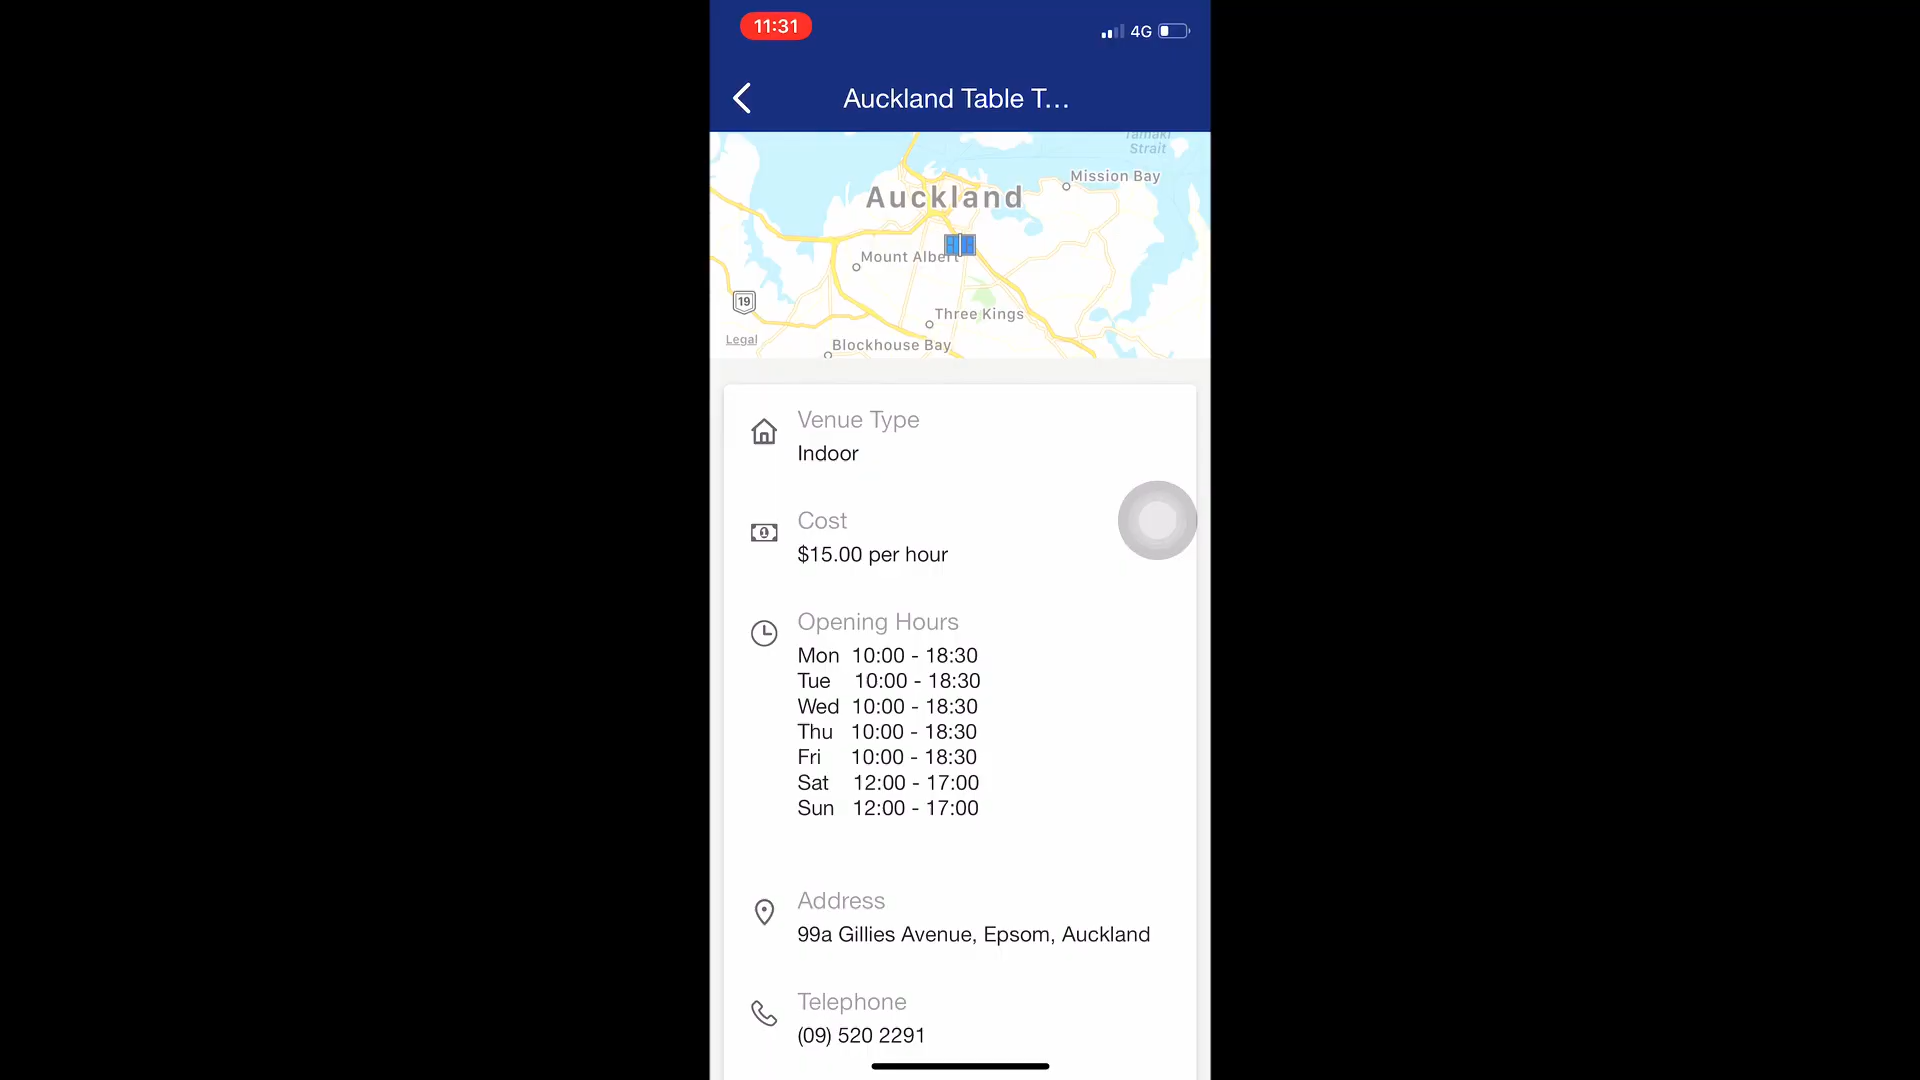 11:31
4G
Auckland Table T...
Tamaki
Strait
Mission Bay
Auckland
Mount Albert
19
Three Kings
Legal
Blockhouse Bay
Venue Type
Indoor
Cost
$15.00 per hour
Opening Hours
Mon 10:00 - 18:30
Tue 10:00 - 18:30
Wed 10:00 - 18:30
Thu 10:00 - 18:30
Fri 10:00 - 18:30
Sat 12:00 - 17:00
Sun 12:00 - 17:00
Address
99a Gillies Avenue, Epsom, Auckland
Telephone
(09) 520 2291